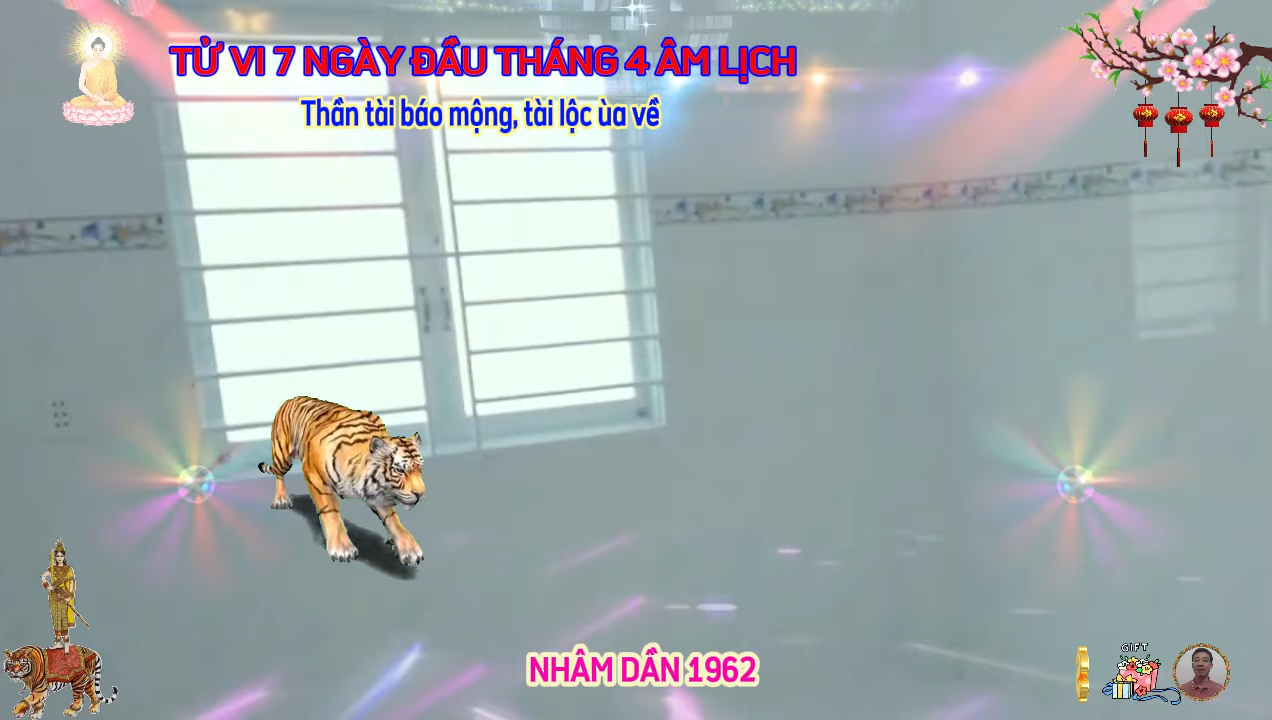 TỬ VI 7 NGÀY ĐẦU THÁNG 4 ÂM LỊCH
Thần tài báo mộng, tài lộc ùa về
GIFT
NHÂM DẦN 1962